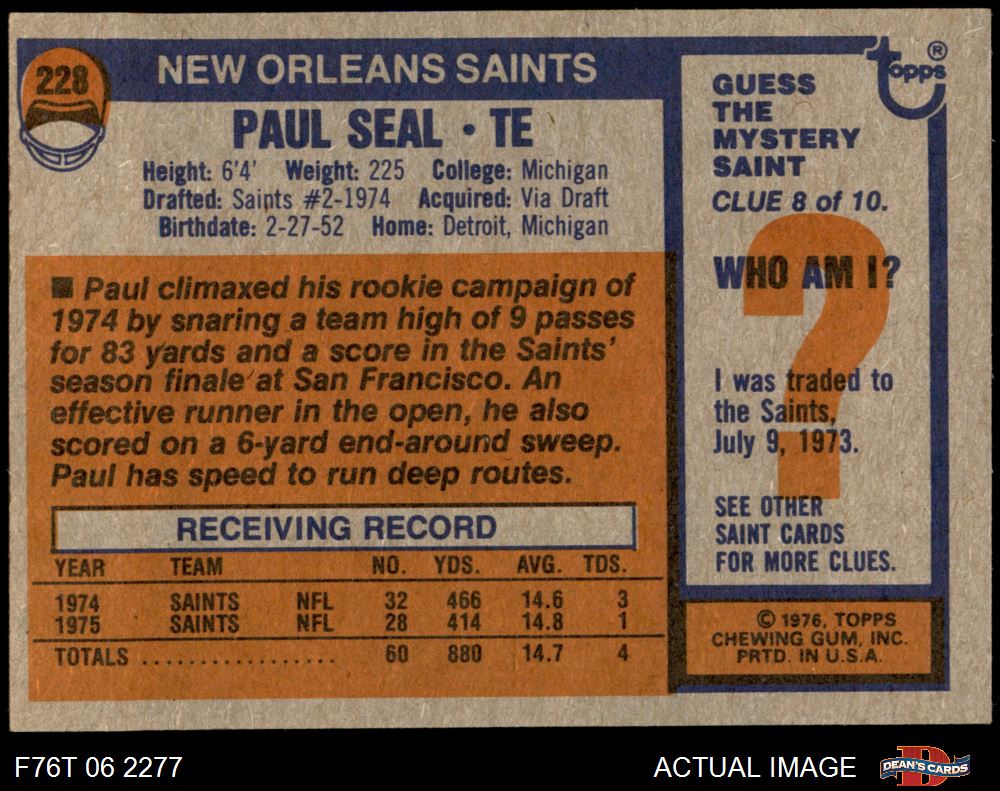 228
NEW ORLEANS SAINTS
PAUL SEAL • TE
Height: 6'4' Weight: 225 College: Michigan
Drafted: Saints #2-1974 Acquired: Via Draft
Birthdate: 2-27-52 Home: Detroit, Michigan
■ Paul climaxed his rookie campaign of
1974 by snaring a team high of 9 passes
for 83 yards and a score in the Saints'
season finale at San Francisco. An
effective runner in the open, he also
scored on a 6-yard end-around sweep.
Paul has speed to run deep routes.
RECEIVING RECORD
YEAR TEAM NO. YDS. AVG. TDS.
1974 SAINTS NFL 32 466 14.6 3
1975 SAINTS NFL 28 414 14.8 1
TOTALS .................. 60 880 14.7 4
topps ®
GUESS
THE
MYSTERY
SAINT
CLUE 8 of 10.
WHO AM I?
?
I was traded to
the Saints,
July 9, 1973.
SEE OTHER
SAINT CARDS
FOR MORE CLUES.
© 1976, TOPPS
CHEWING GUM, INC.
PRTD. IN U.S.A.
F76T 06 2277
ACTUAL IMAGE
D
DEAN'S CARDS